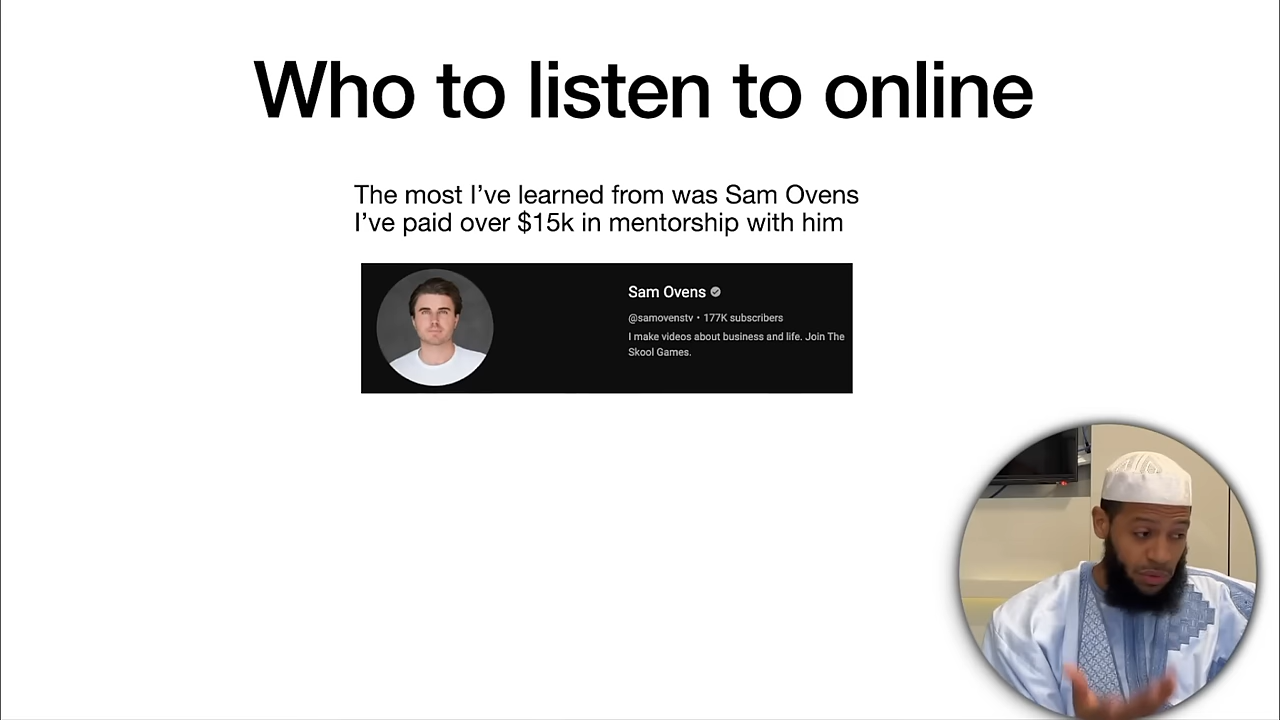 Who to listen to online
The most I’ve learned from was Sam Ovens
I’ve paid over $15k in mentorship with him
Sam Ovens
@samovenstv • 177K subscribers
I make videos about business and life. Join The
Skool Games.